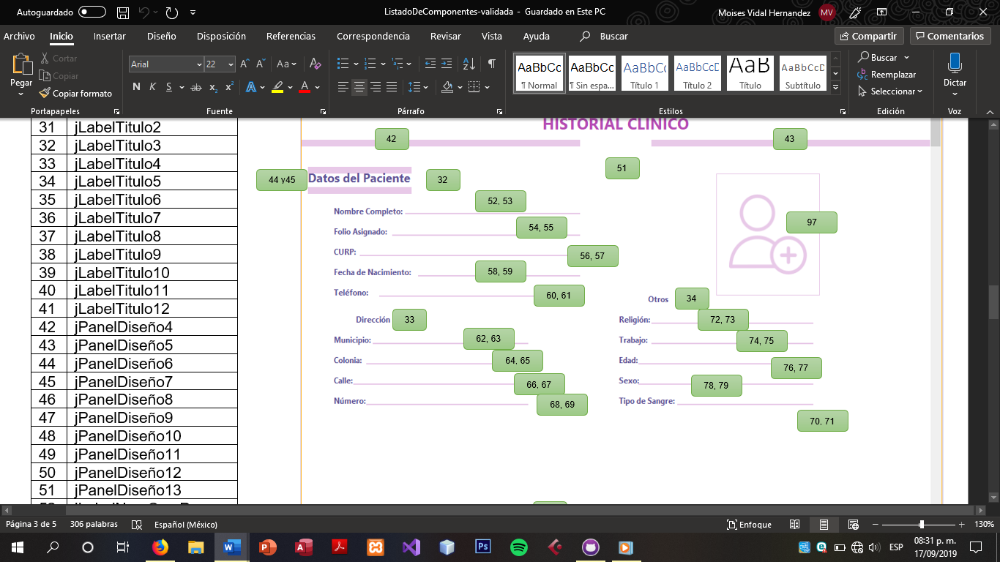 Autoguardado
ListadoDeComponentes-validada - Guardado en Este PC
Moises Vidal Hernandez
MV
Archivo Inicio Insertar Diseño Disposición Referencias Correspondencia Revisar Vista Ayuda Buscar
Compartir Comentarios
Pegar
Cortar
Copiar
Copiar formato
Portapapeles
Arial 22
N K S
Fuente
Párrafo
AaBbCc AaBbCc AaBbCc AaBbCcD AaB AaBbCcD
¶ Normal ¶ Sin espa... Título 1 Título 2 Título Subtítulo
Estilos
Buscar
Reemplazar
Seleccionar
Edición
Dictar
Voz
31 jLabelTitulo2
32 jLabelTitulo3
33 jLabelTitulo4
34 jLabelTitulo5
35 jLabelTitulo6
36 jLabelTitulo7
37 jLabelTitulo8
38 jLabelTitulo9
39 jLabelTitulo10
40 jLabelTitulo11
41 jLabelTitulo12
42 jPanelDiseño4
43 jPanelDiseño5
44 jPanelDiseño6
45 jPanelDiseño7
46 jPanelDiseño8
47 jPanelDiseño9
48 jPanelDiseño10
49 jPanelDiseño11
50 jPanelDiseño12
51 jPanelDiseño13
HISTORIAL CLINICO
42
43
51
44 y45
Datos del Paciente
32
52, 53
Nombre Completo:
54, 55
Folio Asignado:
CURP:
56, 57
Fecha de Nacimiento:
58, 59
Teléfono:
60, 61
97
Dirección
33
Municipio:
62, 63
Colonia:
64, 65
Calle:
66, 67
Número:
68, 69
Otros
34
Religión:
72, 73
Trabajo:
74, 75
Edad:
76, 77
Sexo:
78, 79
Tipo de Sangre:
70, 71
Página 3 de 5 306 palabras Español (México)
Enfoque
130%
ESP
08:31 p. m.
17/09/2019